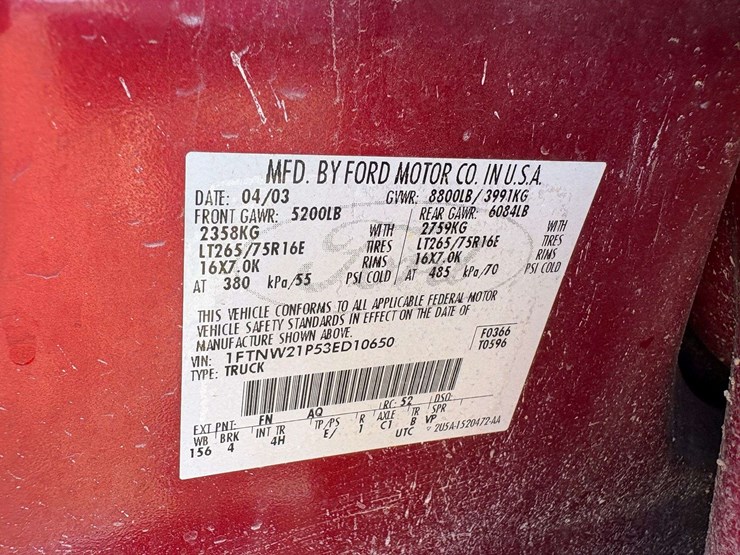 MFD. BY FORD MOTOR CO. IN U.S.A.
DATE: 04/03 GVWR: 8800LB/3991KG
FRONT GAWR: 5200LB REAR GAWR: 6084LB
2358KG WITH 2759KG WITH
LT265/75R16E TIRES LT265/75R16E TIRES
16X7.0K RIMS 16X7.0K RIMS
AT 380 kPa/55 PSI COLD AT 485 kPa/70 PSI COLD
THIS VEHICLE CONFORMS TO ALL APPLICABLE FEDERAL MOTOR
VEHICLE SAFETY STANDARDS IN EFFECT ON THE DATE OF
MANUFACTURE SHOWN ABOVE.
VIN: 1FTNW21P53ED10650 F0366
TYPE: TRUCK T0596
EXT PNT: FN AQ RC: 52 DSO:
WB BRK INT TR TP/PS R AXLE TR SPR
156 4 4H E/ 1 C1 B VP
UTC 2USA-1520472-AA
Ford